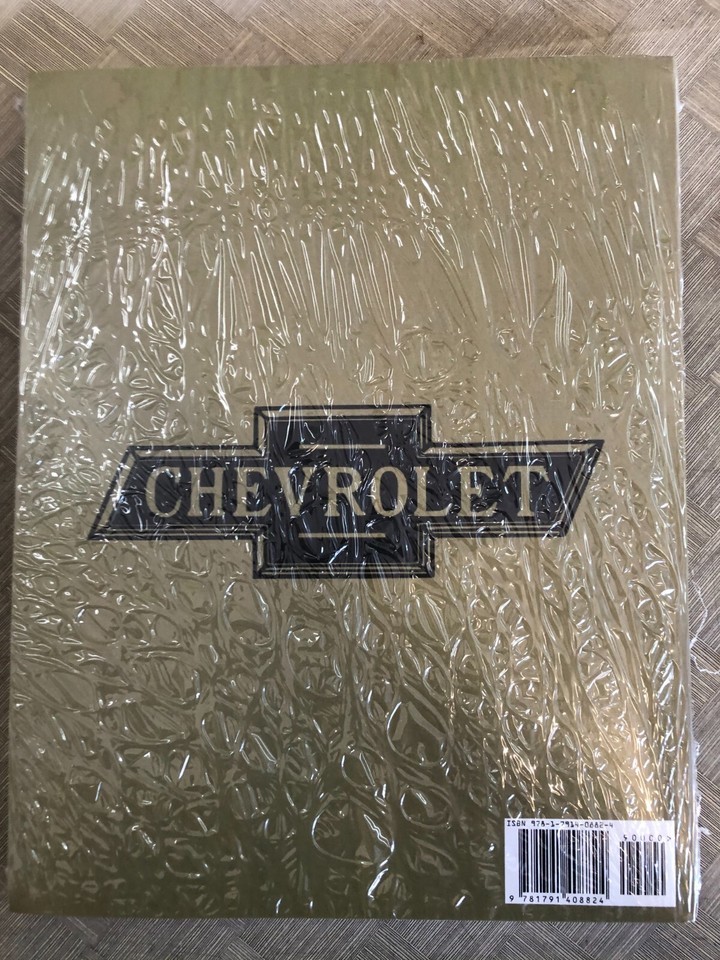 CHEVROLET
ISBN 978-1-7914-0882-4
9 781791 408824